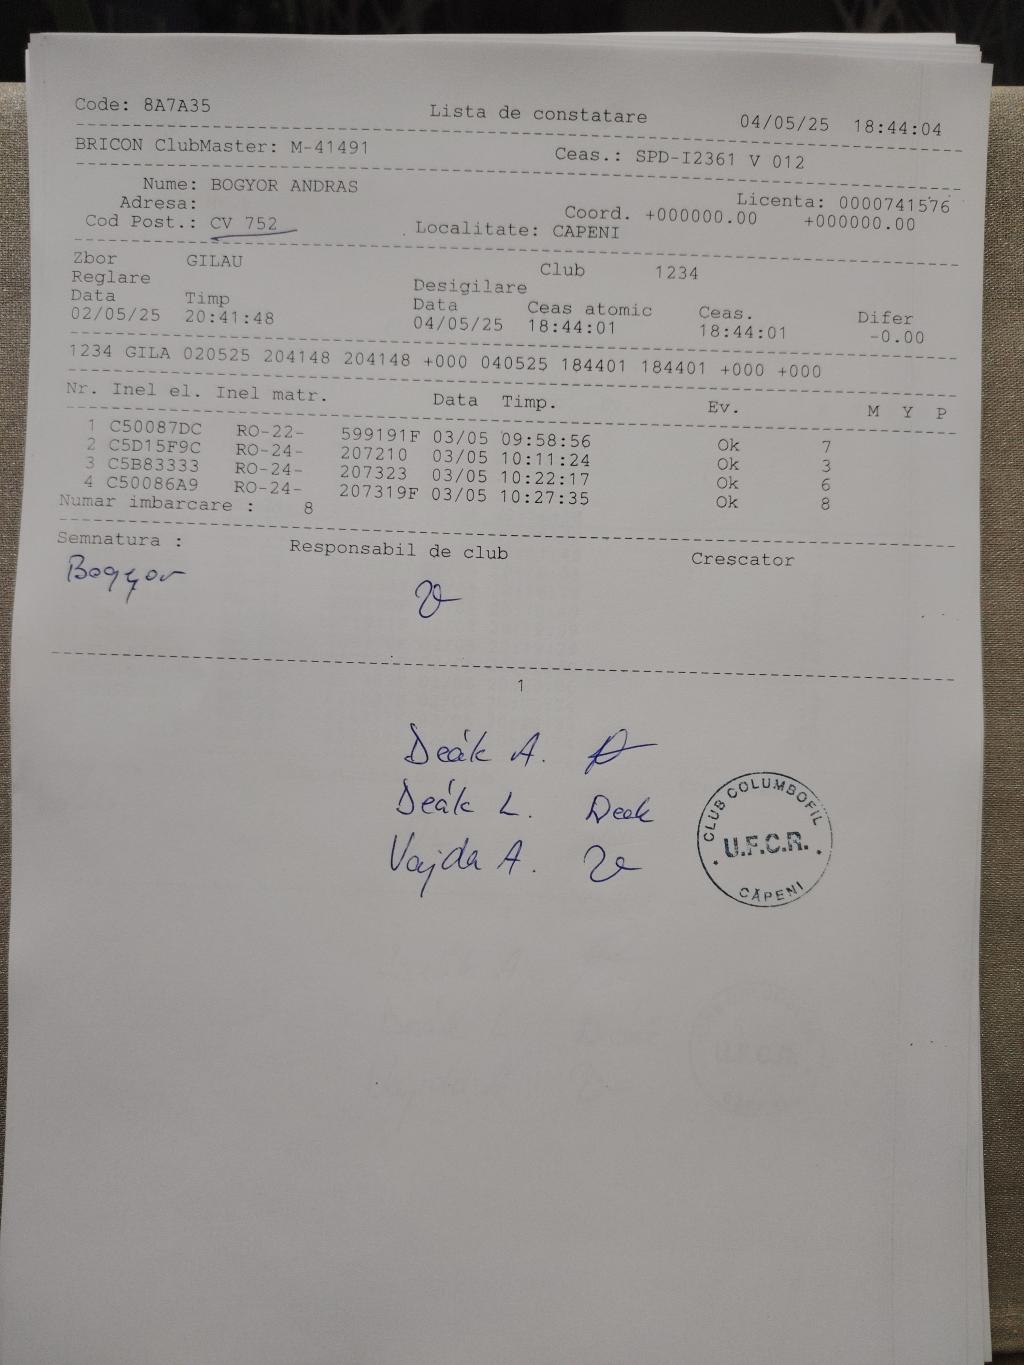 Code: 8A7A35 Lista de constatare 04/05/25 18:44:04
BRICON ClubMaster: M-41491 Ceas.: SPD-I2361 V 012
Nume: BOGYOR ANDRAS Licenta: 0000741576
Adresa: Coord. +000000.00 +000000.00
Cod Post.: CV 752 Localitate: CAPENI
Zbor GILAU Club 1234
Reglare Desigilare
Data Timp Data Ceas atomic Ceas. Difer
02/05/25 20:41:48 04/05/25 18:44:01 18:44:01 -0.00
1234 GILA 020525 204148 204148 +000 040525 184401 184401 +000 +000
Nr. Inel el. Inel matr. Data Timp. Ev. M Y P
1 C50087DC RO-22- 599191F 03/05 09:58:56 Ok 7
2 C5D15F9C RO-24- 207210 03/05 10:11:24 Ok 3
3 C5B83333 RO-24- 207323 03/05 10:22:17 Ok 6
4 C50086A9 RO-24- 207319F 03/05 10:27:35 Ok 8
Numar imbarcare : 8
Semnatura : Responsabil de club Crescator
Bogyor
1
Deák A.
Deák L. Deak
Vajda A.
CLUB COLUMBOFIL
U.F.C.R.
CĂPENI